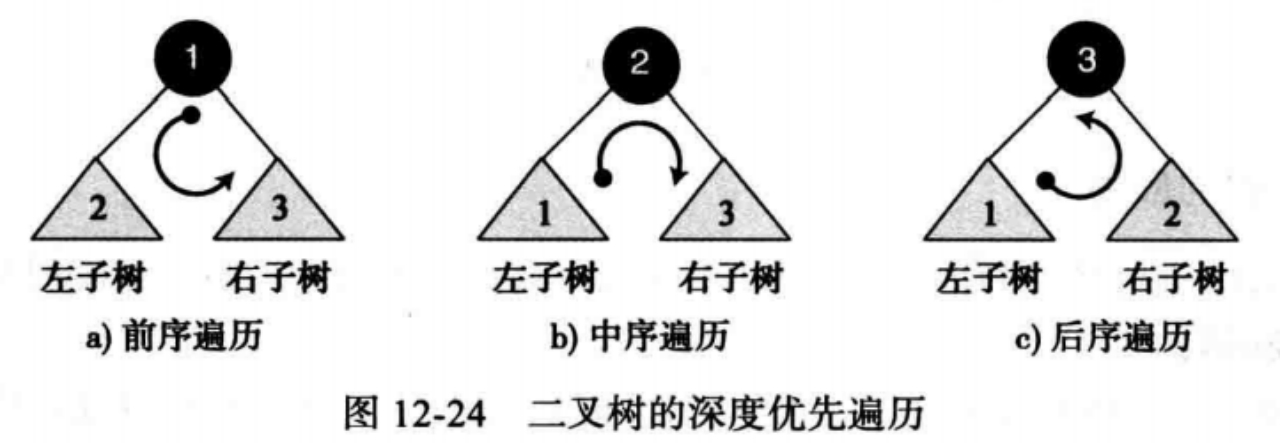 1 2 3
2 3 1 3 1 2
左子树 右子树 左子树 右子树 左子树 右子树
a) 前序遍历 b) 中序遍历 c) 后序遍历
图 12-24 二叉树的深度优先遍历